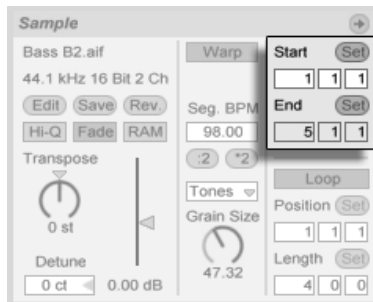 Sample
Bass B2.aif
44.1 kHz 16 Bit 2 Ch
Edit Save Rev.
Hi-Q Fade RAM
Transpose
0 st
Detune
0 ct 0.00 dB
Warp
Seg. BPM
98.00
:2 *2
Tones
Grain Size
47.32
Start Set
1 1 1
End Set
5 1 1
Loop
Position Set
1 1 1
Length Set
4 0 0